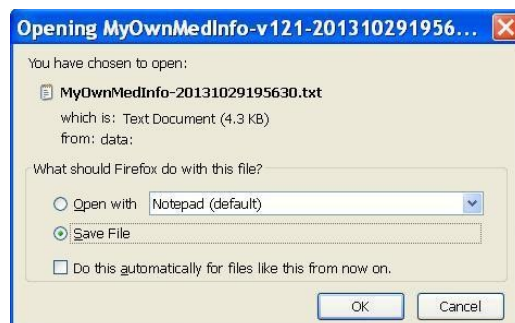 Opening MyOwnMedInfo-v121-201310291956...
You have chosen to open:
MyOwnMedInfo-20131029195630.txt
which is: Text Document (4.3 KB)
from: data:
What should Firefox do with this file?
Open with Notepad (default)
Save File
Do this automatically for files like this from now on.
OK Cancel